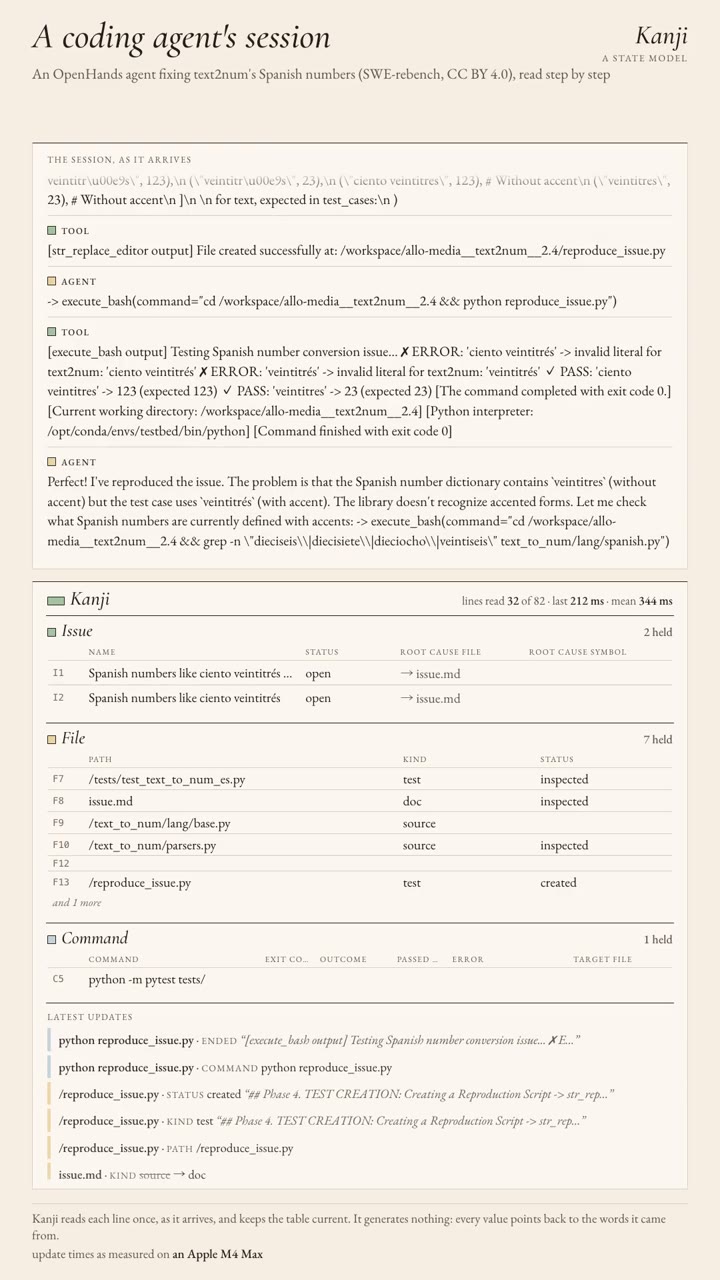 A coding agent's session
Kanji
A STATE MODEL
An OpenHands agent fixing text2num's Spanish numbers (SWE-rebench, CC BY 4.0), read step by step
THE SESSION, AS IT ARRIVES
veintitr\u00e9s\", 123),\n (\"veintitr\u00e9s\", 23),\n (\"ciento veintitres\", 123), # Without accent\n (\"veintitres\",
23), # Without accent\n ]\n \n for text, expected in test_cases:\n )
TOOL
[str_replace_editor output] File created successfully at: /workspace/allo-media__text2num__2.4/reproduce_issue.py
AGENT
-> execute_bash(command="cd /workspace/allo-media__text2num__2.4 && python reproduce_issue.py")
TOOL
[execute_bash output] Testing Spanish number conversion issue... ✗ ERROR: 'ciento veintitrés' -> invalid literal for
text2num: 'ciento veintitrés' ✗ ERROR: 'veintitrés' -> invalid literal for text2num: 'veintitrés' ✓ PASS: 'ciento
veintitres' -> 123 (expected 123) ✓ PASS: 'veintitres' -> 23 (expected 23) [The command completed with exit code 0.]
[Current working directory: /workspace/allo-media__text2num__2.4] [Python interpreter:
/opt/conda/envs/testbed/bin/python] [Command finished with exit code 0]
AGENT
Perfect! I've reproduced the issue. The problem is that the Spanish number dictionary contains `veintitres` (without
accent) but the test case uses `veintitrés` (with accent). The library doesn't recognize accented forms. Let me check
what Spanish numbers are currently defined with accents: -> execute_bash(command="cd /workspace/allo-
media__text2num__2.4 && grep -n \"dieciseis\\|diecisiete\\|dieciocho\\|veintiseis\" text_to_num/lang/spanish.py")
Kanji
lines read 32 of 82 · last 212 ms · mean 344 ms
Issue
2 held
NAME STATUS ROOT CAUSE FILE ROOT CAUSE SYMBOL
I1 Spanish numbers like ciento veintitrés ... open → issue.md
I2 Spanish numbers like ciento veintitrés open → issue.md
File
7 held
PATH KIND STATUS
F7 /tests/test_text_to_num_es.py test inspected
F8 issue.md doc inspected
F9 /text_to_num/lang/base.py source
F10 /text_to_num/parsers.py source inspected
F12
F13 /reproduce_issue.py test created
and 1 more
Command
1 held
COMMAND EXIT CO... OUTCOME PASSED ... ERROR TARGET FILE
C5 python -m pytest tests/
LATEST UPDATES
python reproduce_issue.py · ENDED “[execute_bash output] Testing Spanish number conversion issue... ✗ E...”
python reproduce_issue.py · COMMAND python reproduce_issue.py
/reproduce_issue.py · STATUS created “## Phase 4. TEST CREATION: Creating a Reproduction Script -> str_rep...”
/reproduce_issue.py · KIND test “## Phase 4. TEST CREATION: Creating a Reproduction Script -> str_rep...”
/reproduce_issue.py · PATH /reproduce_issue.py
issue.md · KIND source → doc
Kanji reads each line once, as it arrives, and keeps the table current. It generates nothing: every value points back to the words it came
from.
update times as measured on an Apple M4 Max